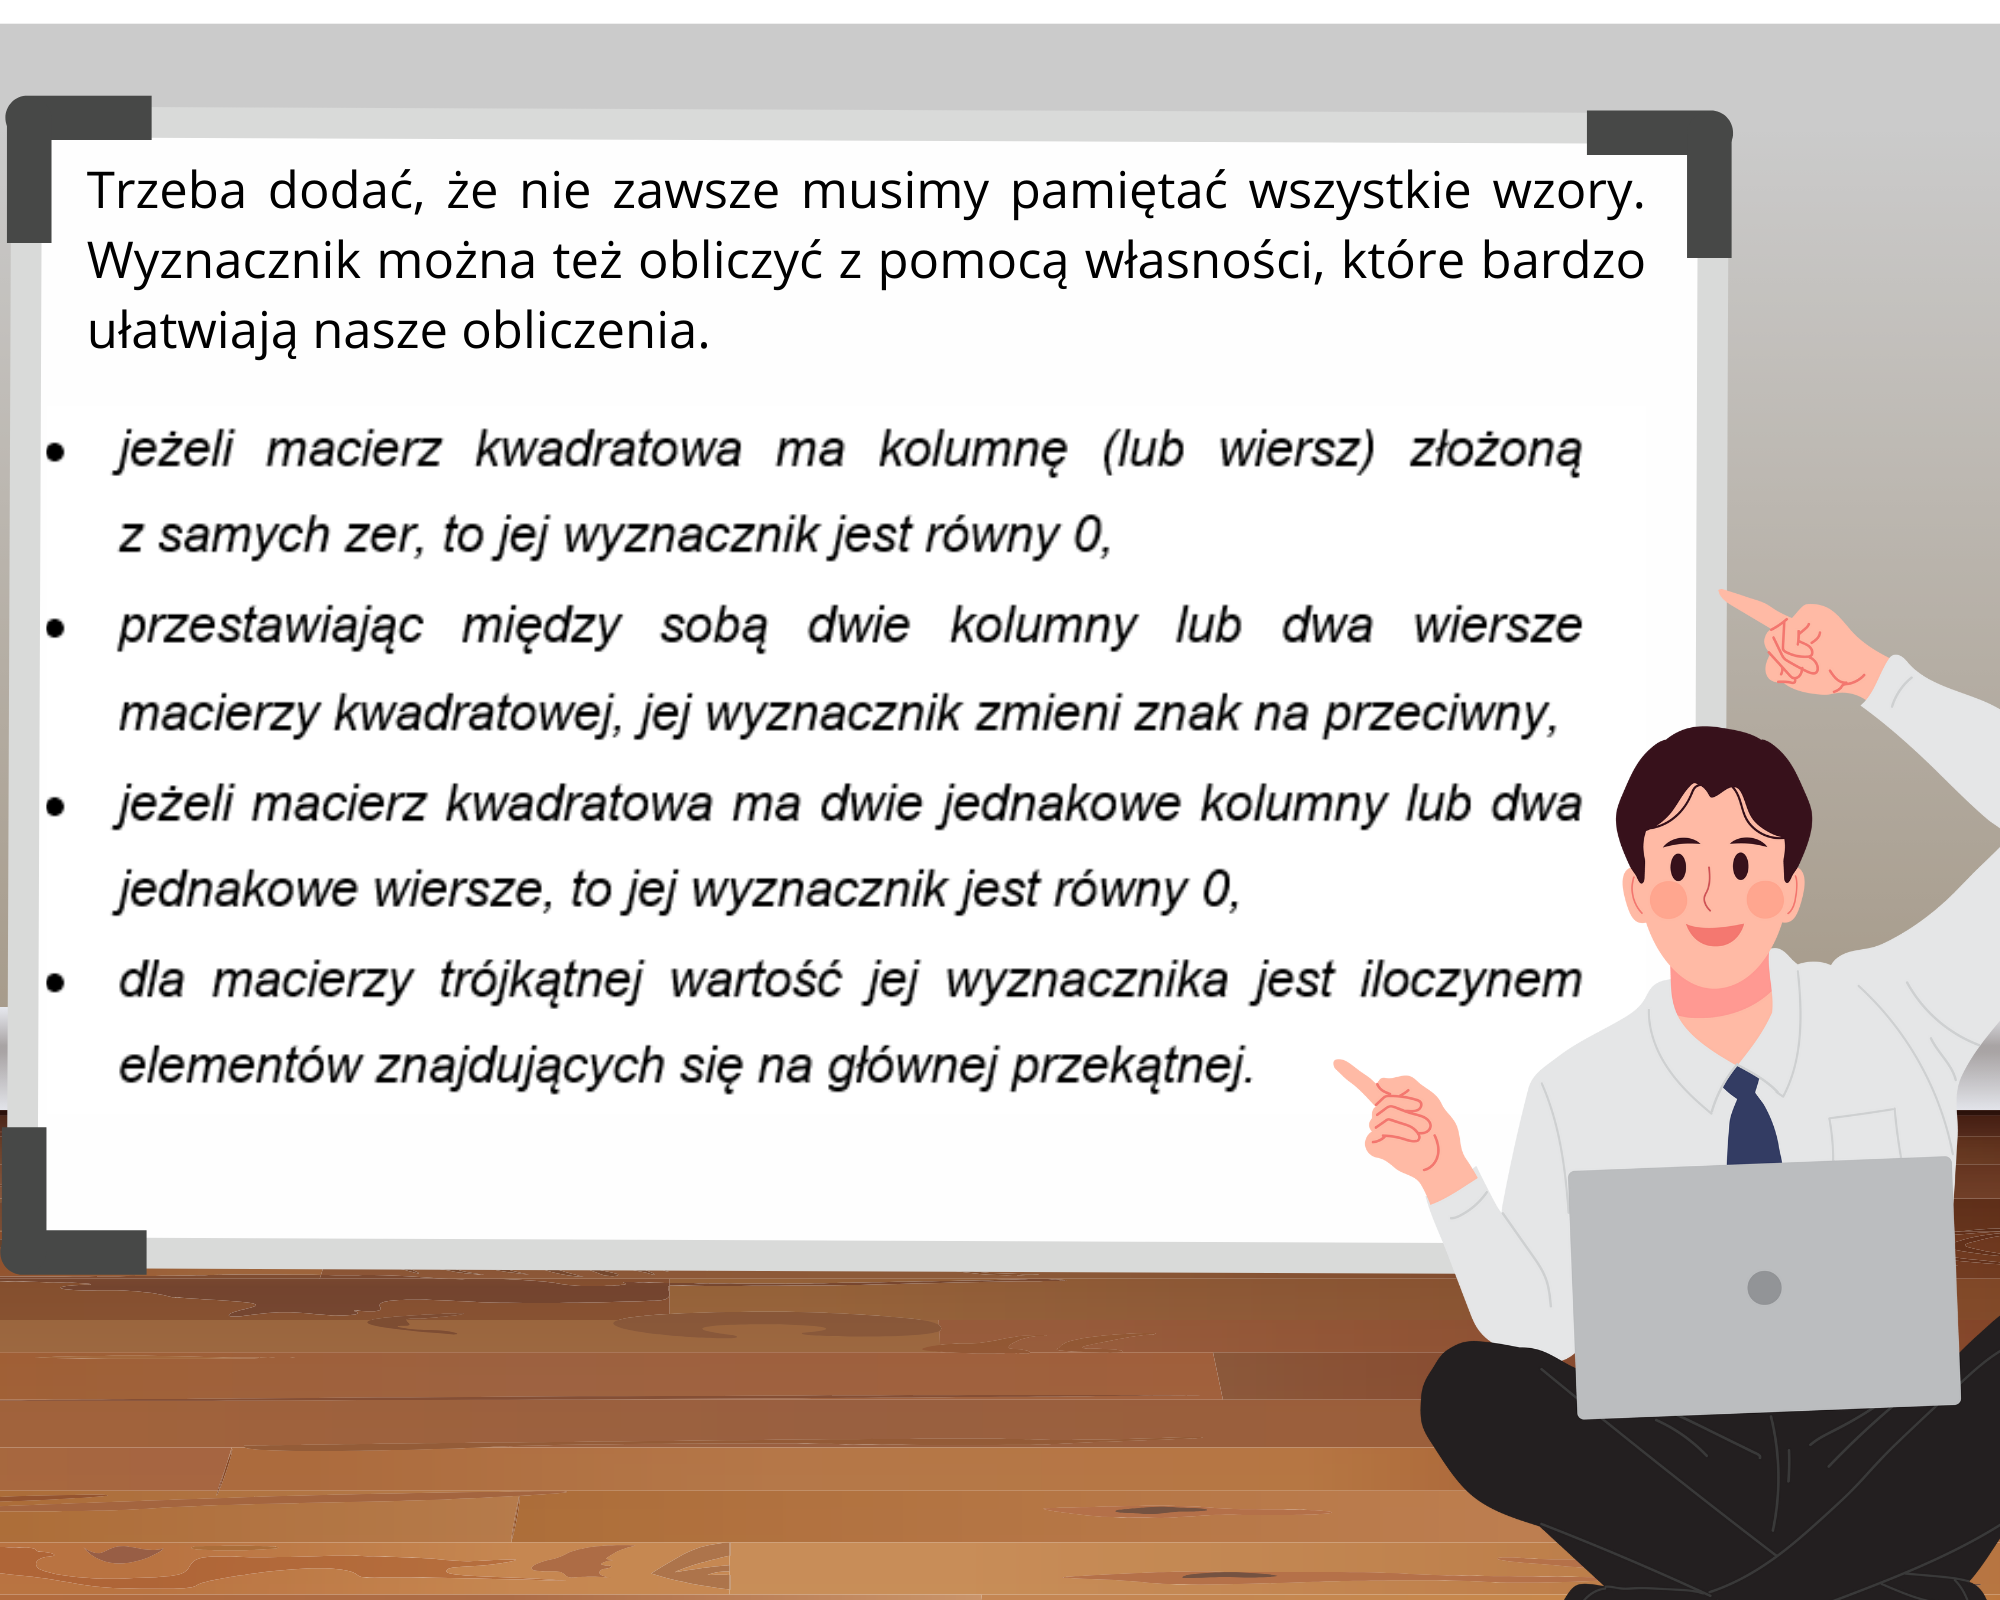 Trzeba dodać, że nie zawsze musimy pamiętać wszystkie wzory.
Wyznacznik można też obliczyć z pomocą własności, które bardzo
ułatwiają nasze obliczenia.
• jeżeli macierz kwadratowa ma kolumnę (lub wiersz) złożoną
z samych zer, to jej wyznacznik jest równy 0,
• przestawiając między sobą dwie kolumny lub dwa wiersze
macierzy kwadratowej, jej wyznacznik zmieni znak na przeciwny,
• jeżeli macierz kwadratowa ma dwie jednakowe kolumny lub dwa
jednakowe wiersze, to jej wyznacznik jest równy 0,
• dla macierzy trójkątnej wartość jej wyznacznika jest iloczynem
elementów znajdujących się na głównej przekątnej.